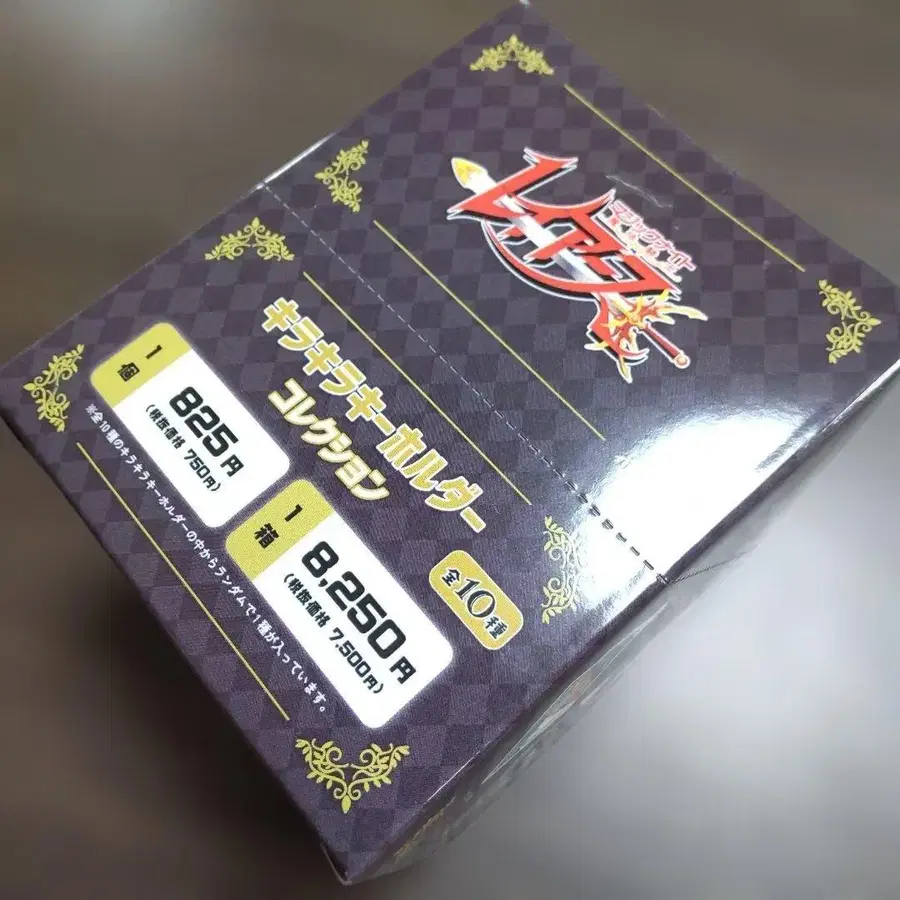 マジックナイト
レイアース
キラキラキーホルダー
コレクション
全10種
1個
825円
(税抜価格 750円)
1箱
8,250円
(税抜価格 7,500円)
※全10種のキラキラキーホルダーの中からランダムで1種が入っています。